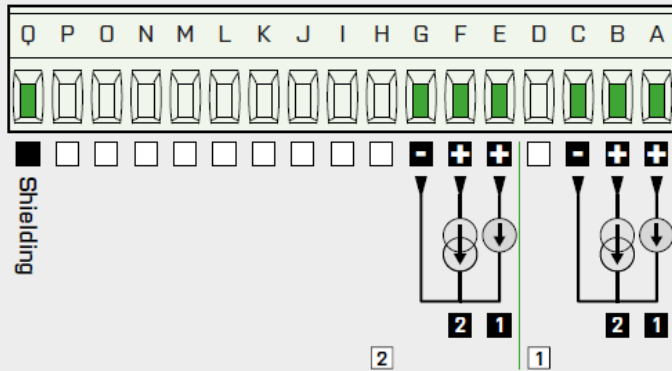 Q P O N M L K J I H G F E D C B A
- + + - + +
Shielding
2 1 2 1
2 1